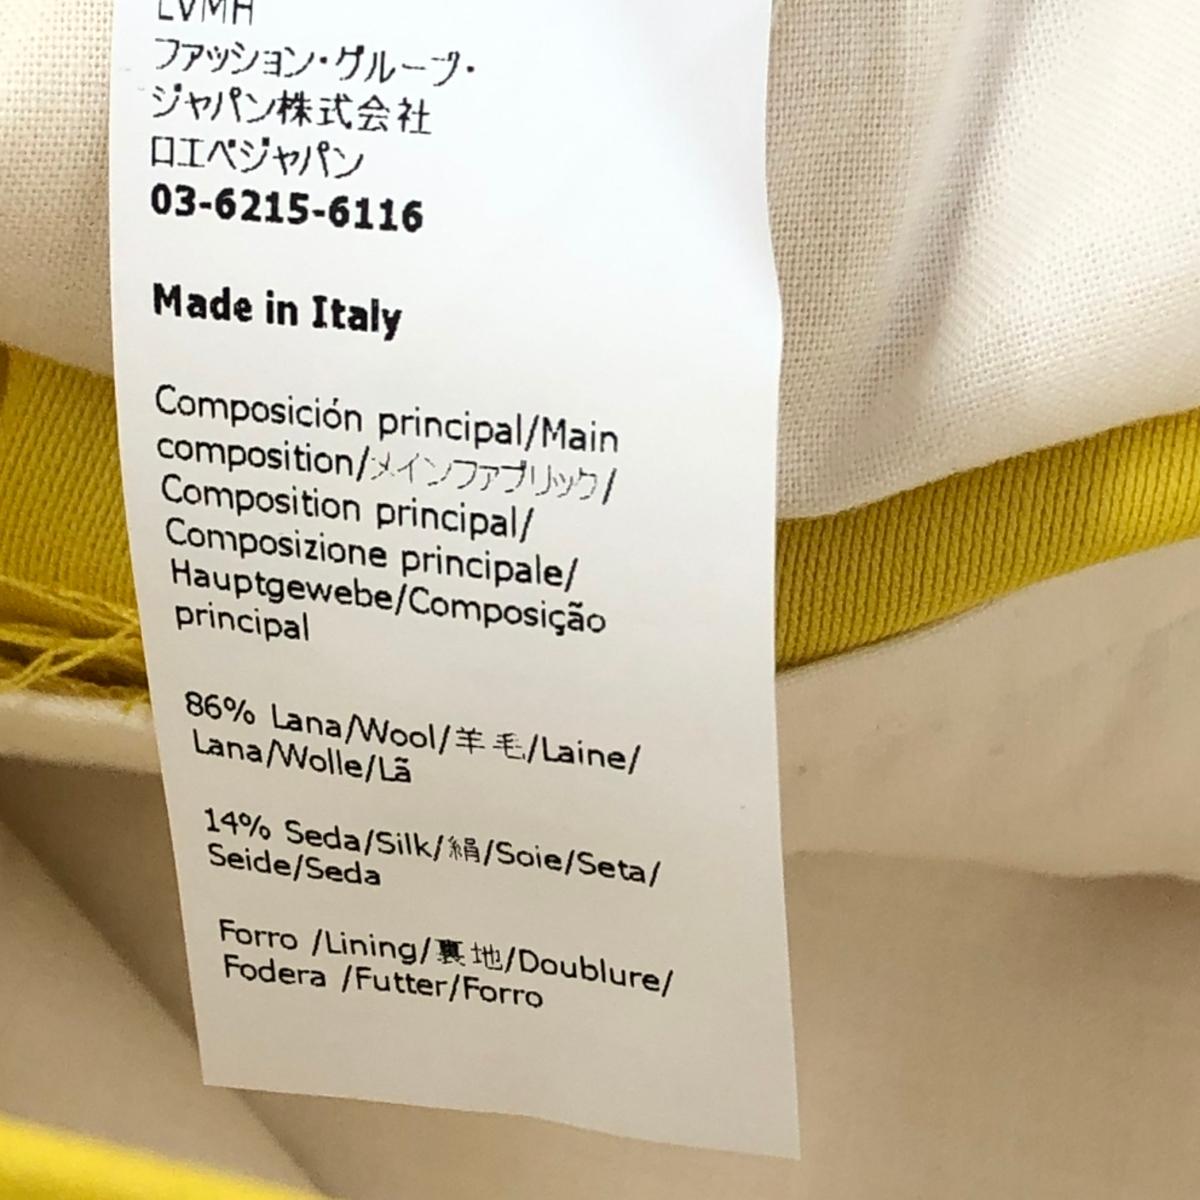 LVMH
ファッション・グループ・
ジャパン株式会社
ロエベジャパン
03-6215-6116
Made in Italy
Composición principal/Main
composition/メインファブリック/
Composition principal/
Composizione principale/
Hauptgewebe/Composição
principal
86% Lana/Wool/羊毛/Laine/
Lana/Wolle/Lã
14% Seda/Silk/絹/Soie/Seta/
Seide/Seda
Forro /Lining/裏地/Doublure/
Fodera /Futter/Forro